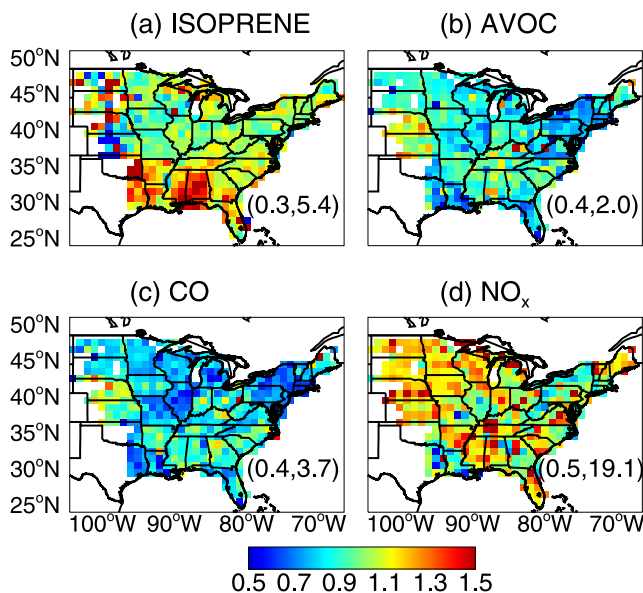 (a) ISOPRENE
(b) AVOC
50°N
45°N
40°N
35°N
30°N
25°N
(0.3,5.4)
(0.4,2.0)
(c) CO
(d) NOₓ
50°N
45°N
40°N
35°N
30°N
25°N
(0.4,3.7)
(0.5,19.1)
100°W 90°W 80°W 70°W
100°W 90°W 80°W 70°W
0.5 0.7 0.9 1.1 1.3 1.5